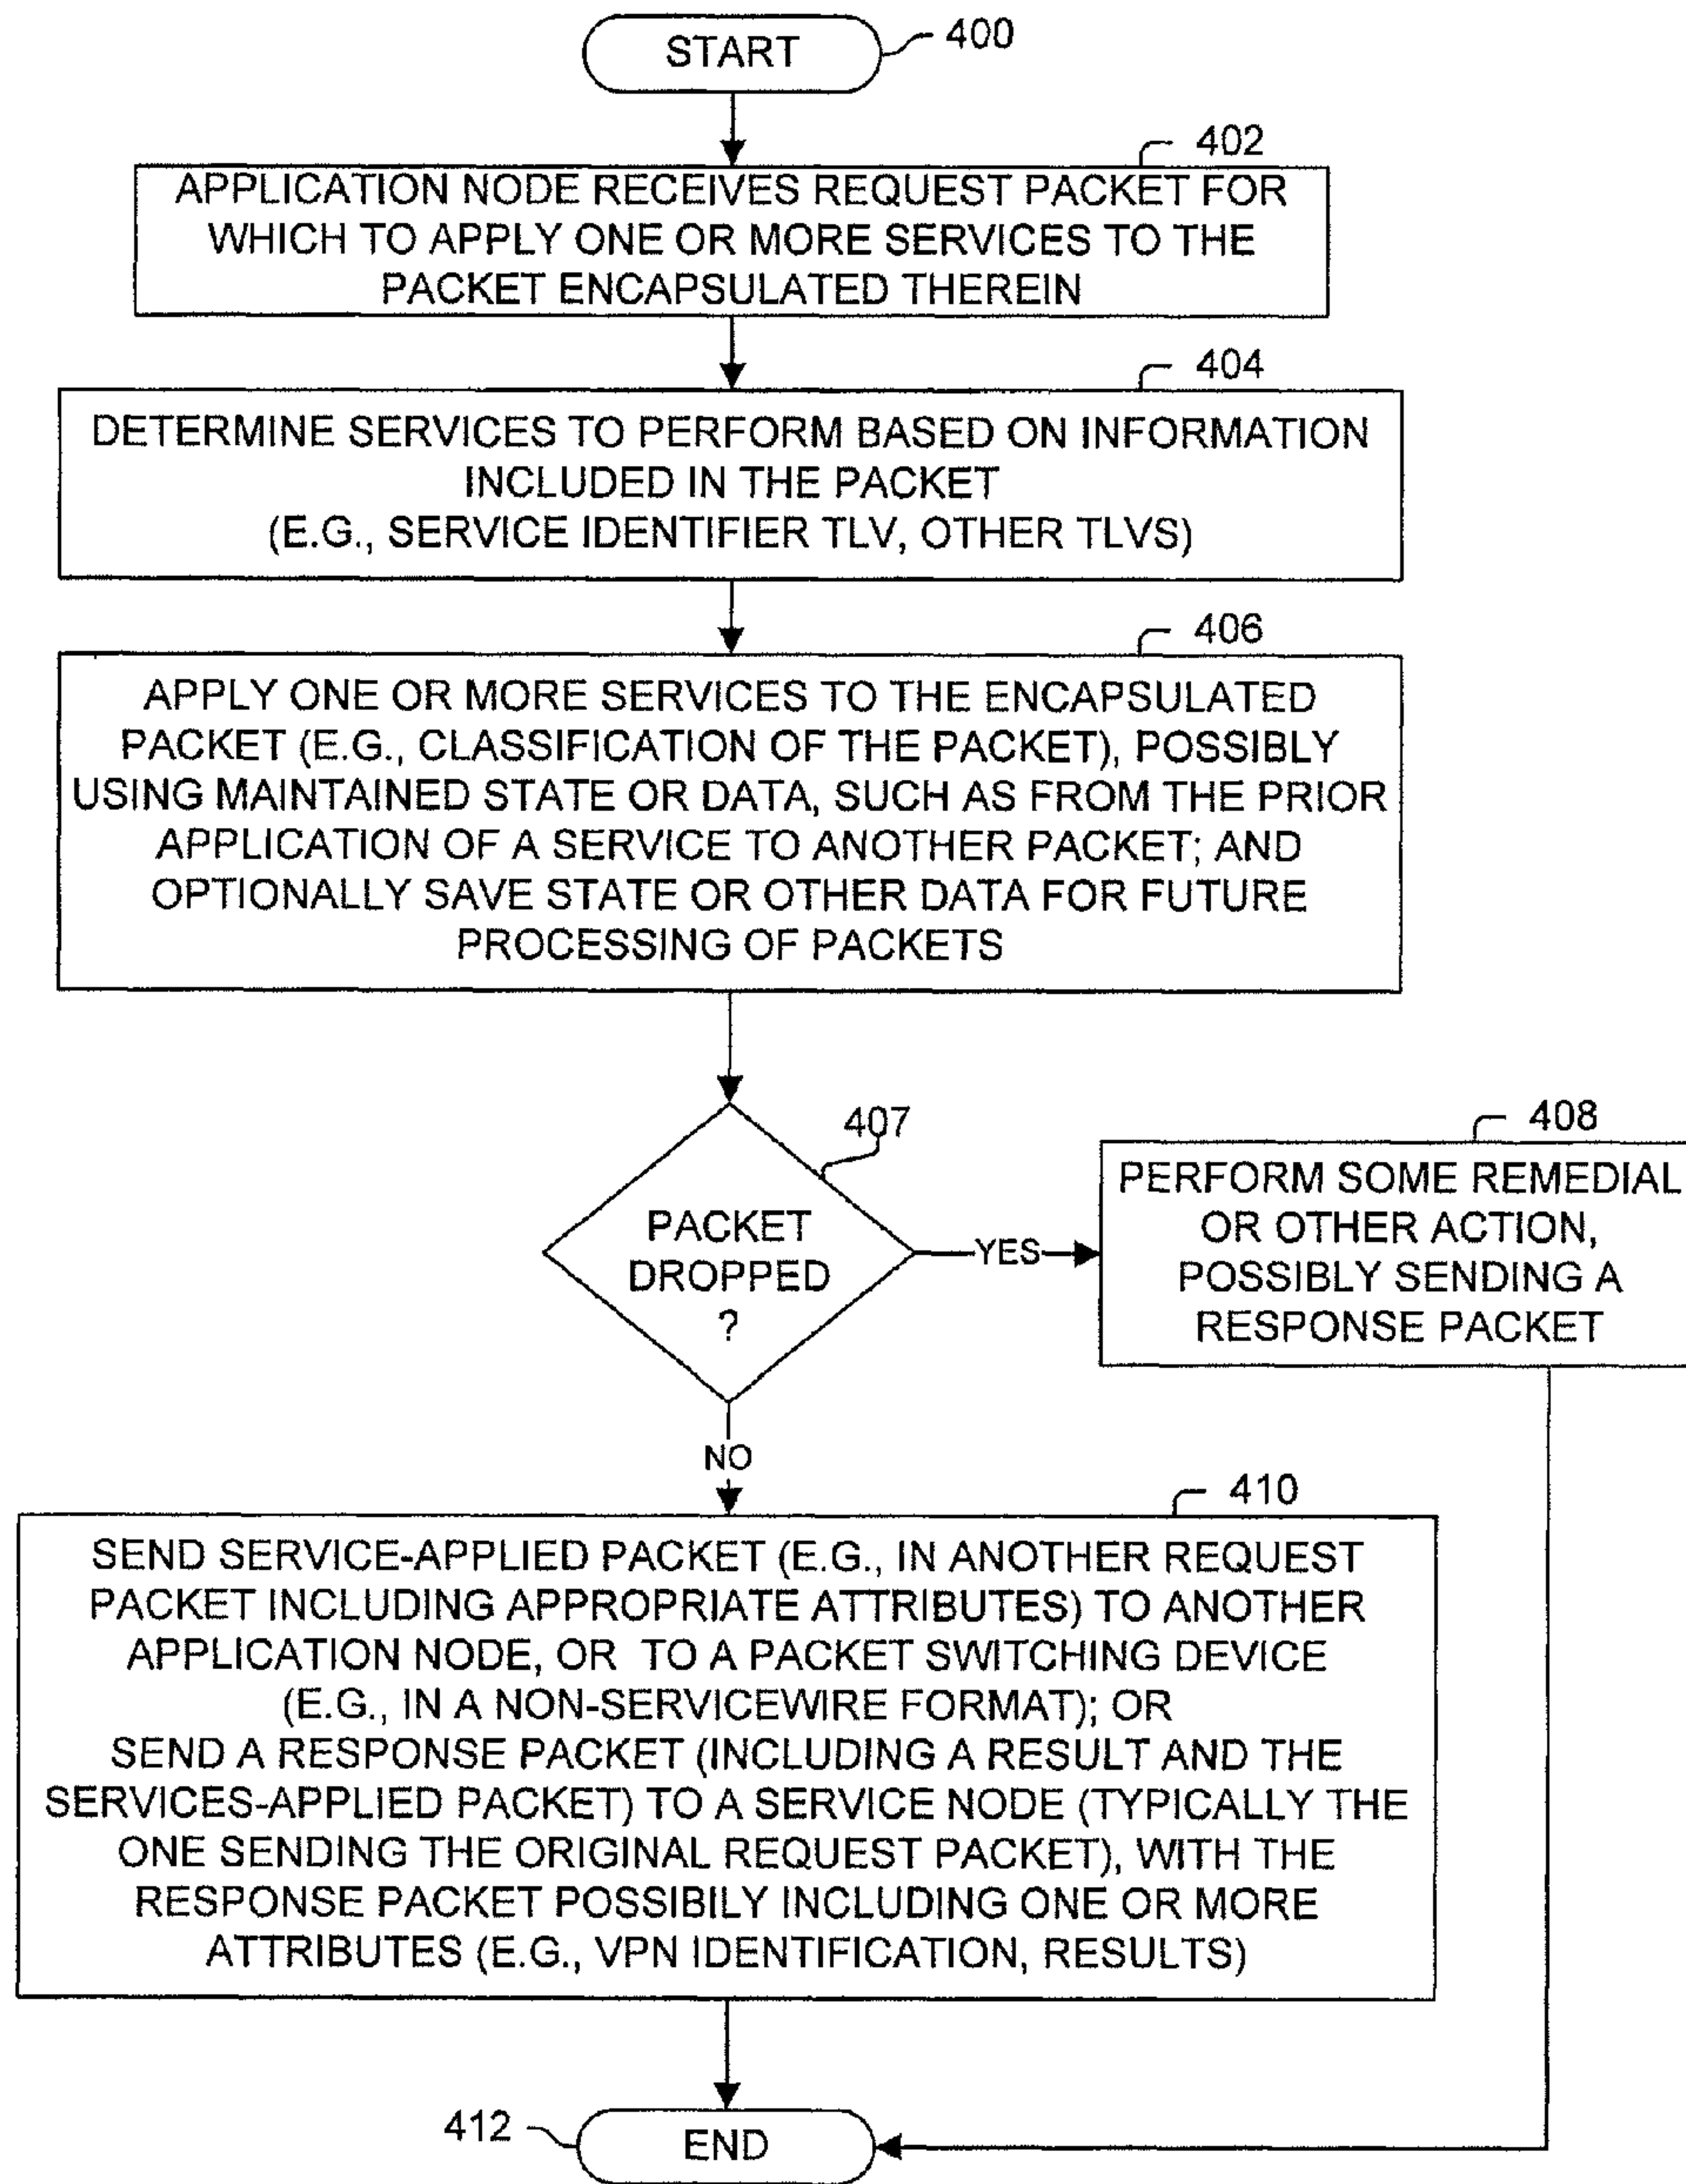 START
400
402
APPLICATION NODE RECEIVES REQUEST PACKET FOR
WHICH TO APPLY ONE OR MORE SERVICES TO THE
PACKET ENCAPSULATED THEREIN
404
DETERMINE SERVICES TO PERFORM BASED ON INFORMATION
INCLUDED IN THE PACKET
(E.G., SERVICE IDENTIFIER TLV, OTHER TLVS)
406
APPLY ONE OR MORE SERVICES TO THE ENCAPSULATED
PACKET (E.G., CLASSIFICATION OF THE PACKET), POSSIBLY
USING MAINTAINED STATE OR DATA, SUCH AS FROM THE PRIOR
APPLICATION OF A SERVICE TO ANOTHER PACKET; AND
OPTIONALLY SAVE STATE OR OTHER DATA FOR FUTURE
PROCESSING OF PACKETS
407
PACKET
DROPPED
?
YES
408
PERFORM SOME REMEDIAL
OR OTHER ACTION,
POSSIBLY SENDING A
RESPONSE PACKET
NO
410
SEND SERVICE-APPLIED PACKET (E.G., IN ANOTHER REQUEST
PACKET INCLUDING APPROPRIATE ATTRIBUTES) TO ANOTHER
APPLICATION NODE, OR TO A PACKET SWITCHING DEVICE
(E.G., IN A NON-SERVICEWIRE FORMAT); OR
SEND A RESPONSE PACKET (INCLUDING A RESULT AND THE
SERVICES-APPLIED PACKET) TO A SERVICE NODE (TYPICALLY THE
ONE SENDING THE ORIGINAL REQUEST PACKET), WITH THE
RESPONSE PACKET POSSIBILY INCLUDING ONE OR MORE
ATTRIBUTES (E.G., VPN IDENTIFICATION, RESULTS)
412
END